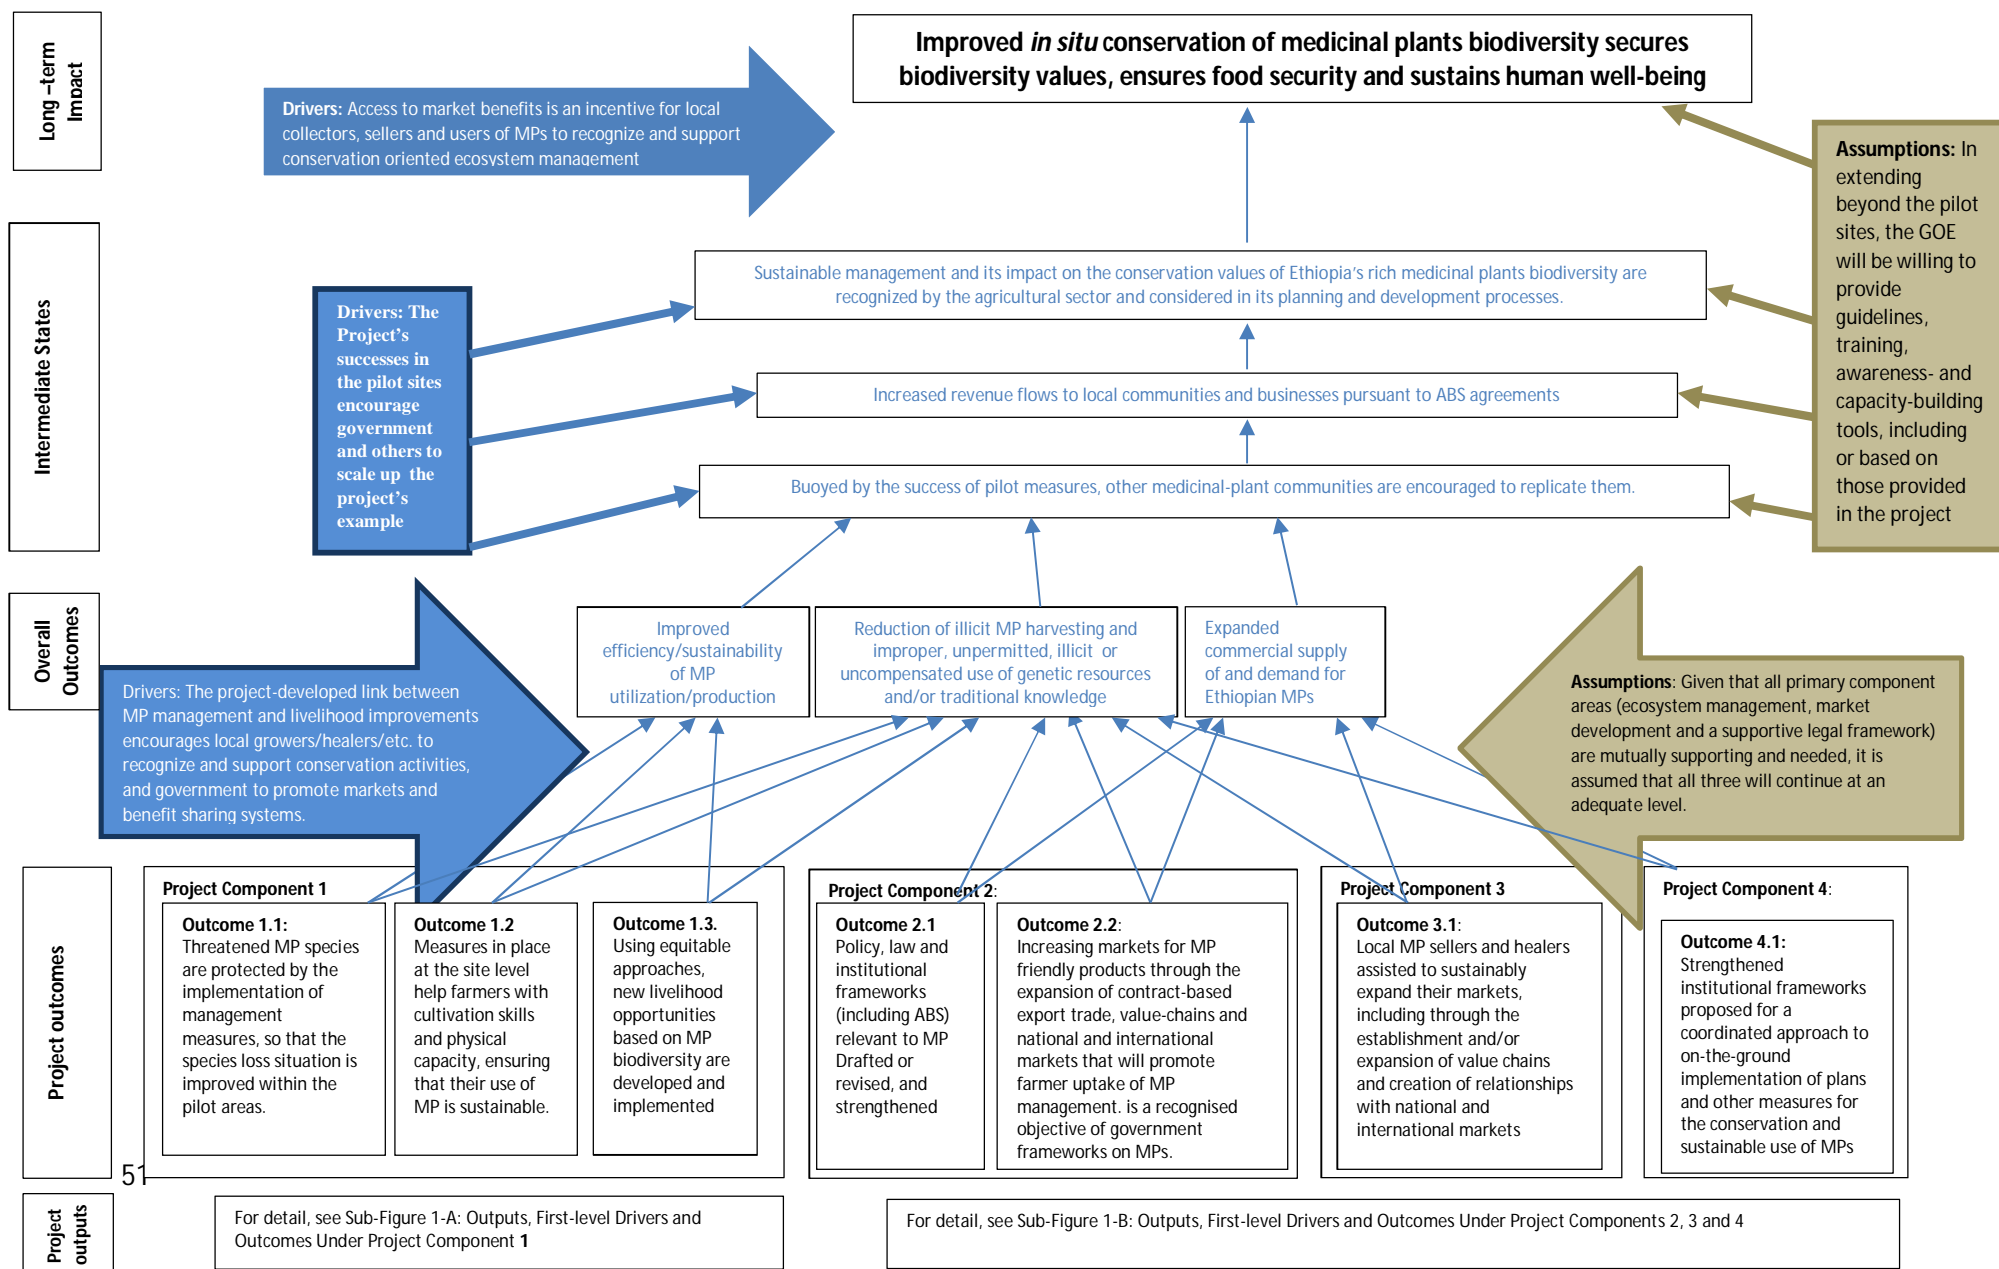 Long –term
Impact
Improved in situ conservation of medicinal plants biodiversity secures
biodiversity values, ensures food security and sustains human well-being
Drivers: Access to market benefits is an incentive for local
collectors, sellers and users of MPs to recognize and support
conservation oriented ecosystem management
Assumptions: In
extending
beyond the pilot
sites, the GOE
will be willing to
provide
guidelines,
training,
awareness- and
capacity-building
tools, including
or based on
those provided
in the project
Intermediate States
Drivers: The
Project’s
successes in
the pilot sites
encourage
government
and others to
scale up the
project’s
example
Sustainable management and its impact on the conservation values of Ethiopia’s rich medicinal plants biodiversity are
recognized by the agricultural sector and considered in its planning and development processes.
Increased revenue flows to local communities and businesses pursuant to ABS agreements
Buoyed by the success of pilot measures, other medicinal-plant communities are encouraged to replicate them.
Overall
Outcomes
Drivers: The project-developed link between
MP management and livelihood improvements
encourages local growers/healers/etc. to
recognize and support conservation activities,
and government to promote markets and
benefit sharing systems.
Improved
efficiency/sustainability
of MP
utilization/production
Reduction of illicit MP harvesting and
improper, unpermitted, illicit or
uncompensated use of genetic resources
and/or traditional knowledge
Expanded
commercial supply
of and demand for
Ethiopian MPs
Assumptions: Given that all primary component
areas (ecosystem management, market
development and a supportive legal framework)
are mutually supporting and needed, it is
assumed that all three will continue at an
adequate level.
Project outcomes
Project Component 1
Outcome 1.1:
Threatened MP species
are protected by the
implementation of
management
measures, so that the
species loss situation is
improved within the
pilot areas.
Outcome 1.2
Measures in place
at the site level
help farmers with
cultivation skills
and physical
capacity, ensuring
that their use of
MP is sustainable.
Outcome 1.3.
Using equitable
approaches,
new livelihood
opportunities
based on MP
biodiversity are
developed and
implemented
Project Component 2:
Outcome 2.1
Policy, law and
institutional
frameworks
(including ABS)
relevant to MP
Drafted or
revised, and
strengthened
Outcome 2.2:
Increasing markets for MP
friendly products through the
expansion of contract-based
export trade, value-chains and
national and international
markets that will promote
farmer uptake of MP
management. is a recognised
objective of government
frameworks on MPs.
Project Component 3
Outcome 3.1:
Local MP sellers and healers
assisted to sustainably
expand their markets,
including through the
establishment and/or
expansion of value chains
and creation of relationships
with national and
international markets
Project Component 4:
Outcome 4.1:
Strengthened
institutional frameworks
proposed for a
coordinated approach to
on-the-ground
implementation of plans
and other measures for
the conservation and
sustainable use of MPs
51
Project
outputs
For detail, see Sub-Figure 1-A: Outputs, First-level Drivers and
Outcomes Under Project Component 1
For detail, see Sub-Figure 1-B: Outputs, First-level Drivers and Outcomes Under Project Components 2, 3 and 4